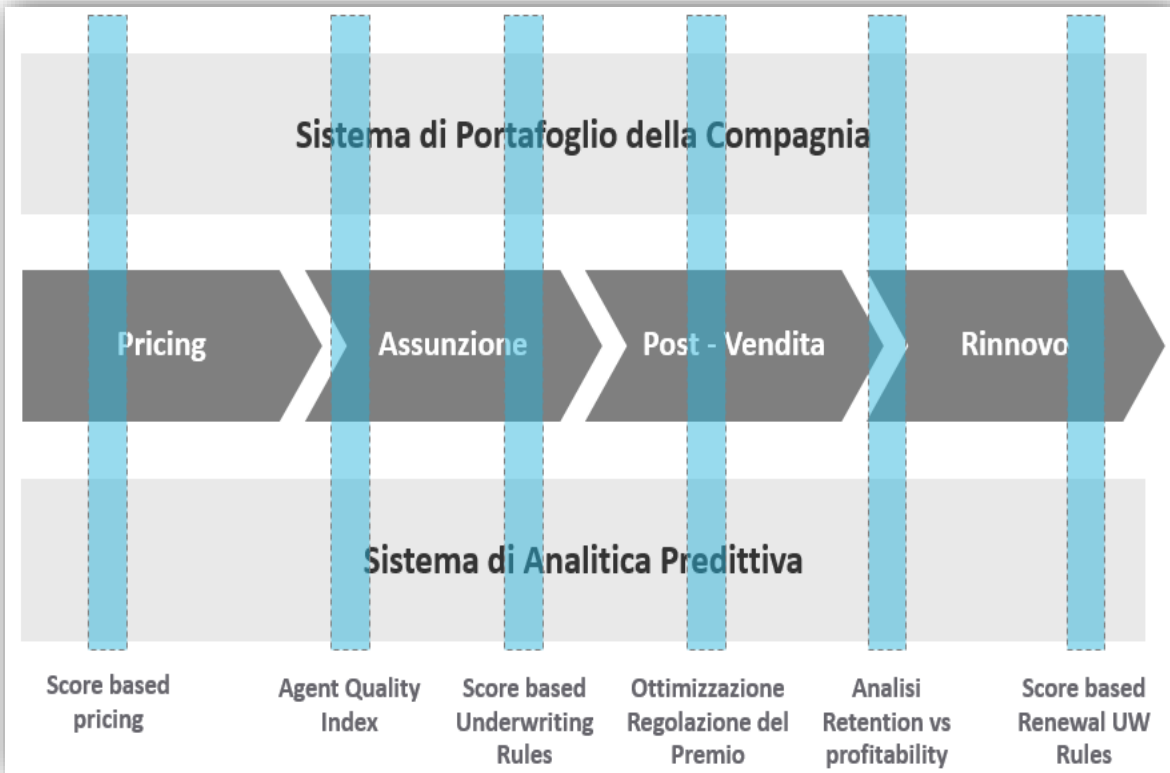 Sistema di Portafoglio della Compagnia
Pricing
Assunzione
Post - Vendita
Rinnovo
Sistema di Analitica Predittiva
Score based
pricing
Agent Quality
Index
Score based
Underwriting
Rules
Ottimizzazione
Regolazione del
Premio
Analisi
Retention vs
profitability
Score based
Renewal UW
Rules